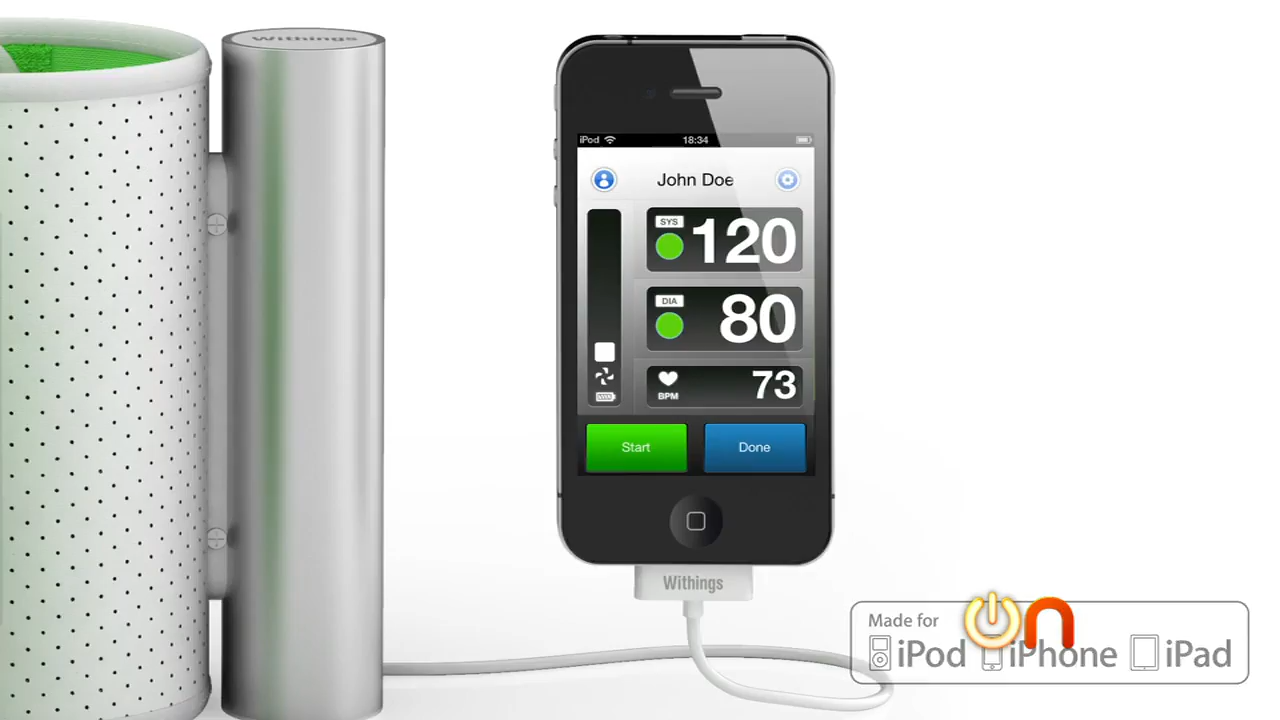 Withings
iPod 18:34
John Doe
SYS
120
DIA
80
BPM
73
Start
Done
Withings
Made for
iPod iPhone iPad
on